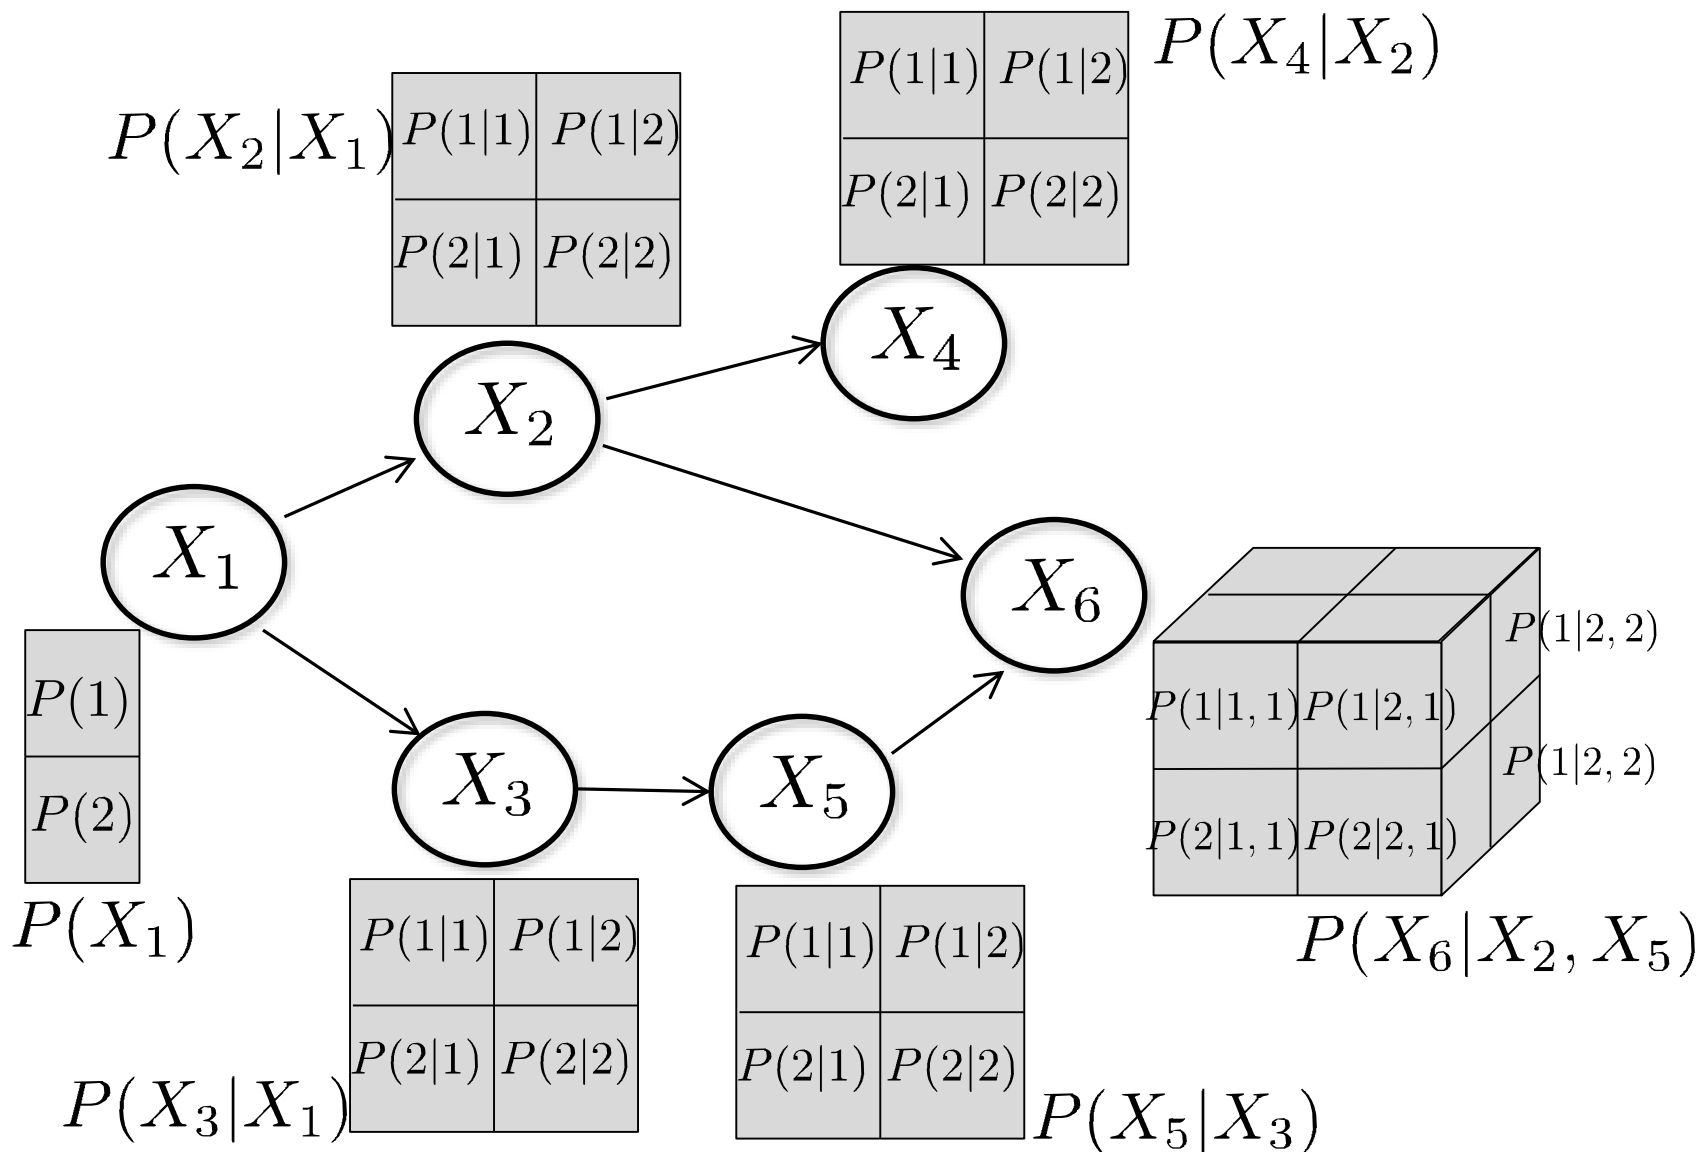 P(X₄|X₂)
P(1|1) P(1|2)
P(2|1) P(2|2)
P(X₂|X₁)
P(1|1) P(1|2)
P(2|1) P(2|2)
X₄
X₂
X₁
X₆
P(1)
P(2)
P(X₁)
X₃
X₅
P(1|2, 2)
P(1|1, 1) P(1|2, 1)
P(1|2, 2)
P(2|1, 1) P(2|2, 1)
P(X₆|X₂, X₅)
P(1|1) P(1|2)
P(2|1) P(2|2)
P(X₃|X₁)
P(1|1) P(1|2)
P(2|1) P(2|2)
P(X₅|X₃)